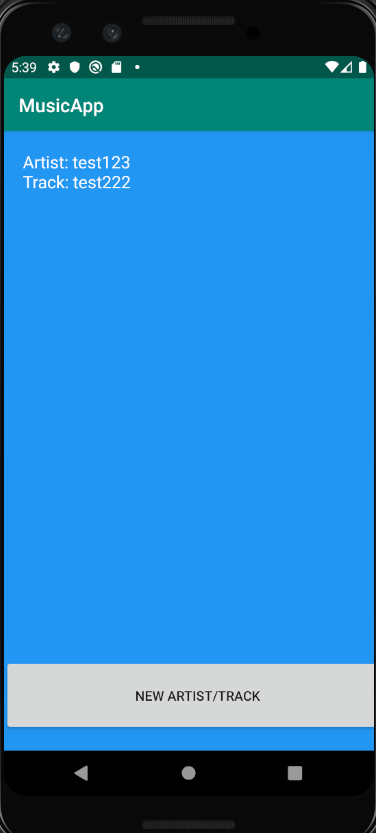 5:39
MusicApp
Artist: test123
Track: test222
NEW ARTIST/TRACK